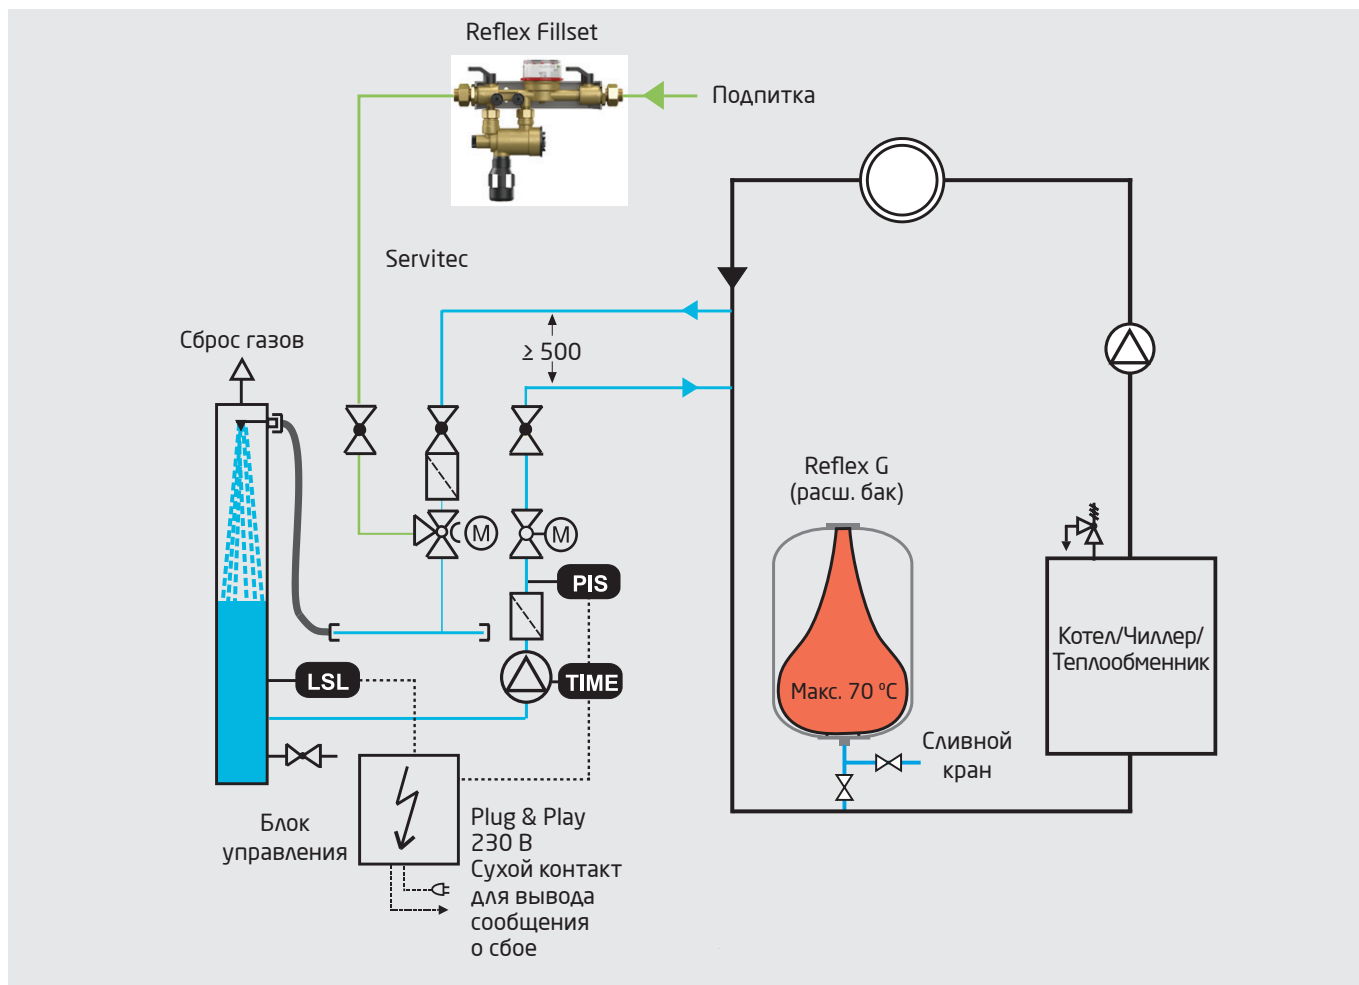 Reflex Fillset
Подпитка
Servitec
Сброс газов
≥ 500
Reflex G
(расш. бак)
M
M
PIS
Котел/Чиллер/
Теплообменник
LSL
TIME
Макс. 70 °C
Сливной
кран
Блок
управления
Plug & Play
230 В
Сухой контакт
для вывода
сообщения
о сбое